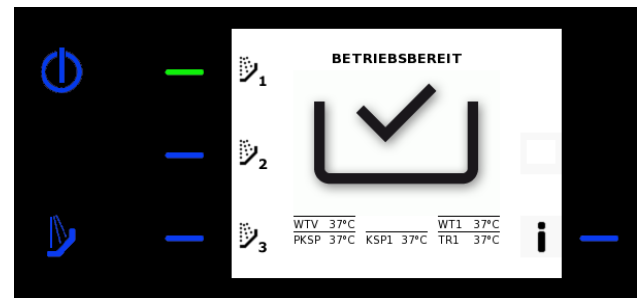 BETRIEBSBEREIT
1
2
WTV 37°C WT1 37°C
3 PKSP 37°C KSP1 37°C TR1 37°C i